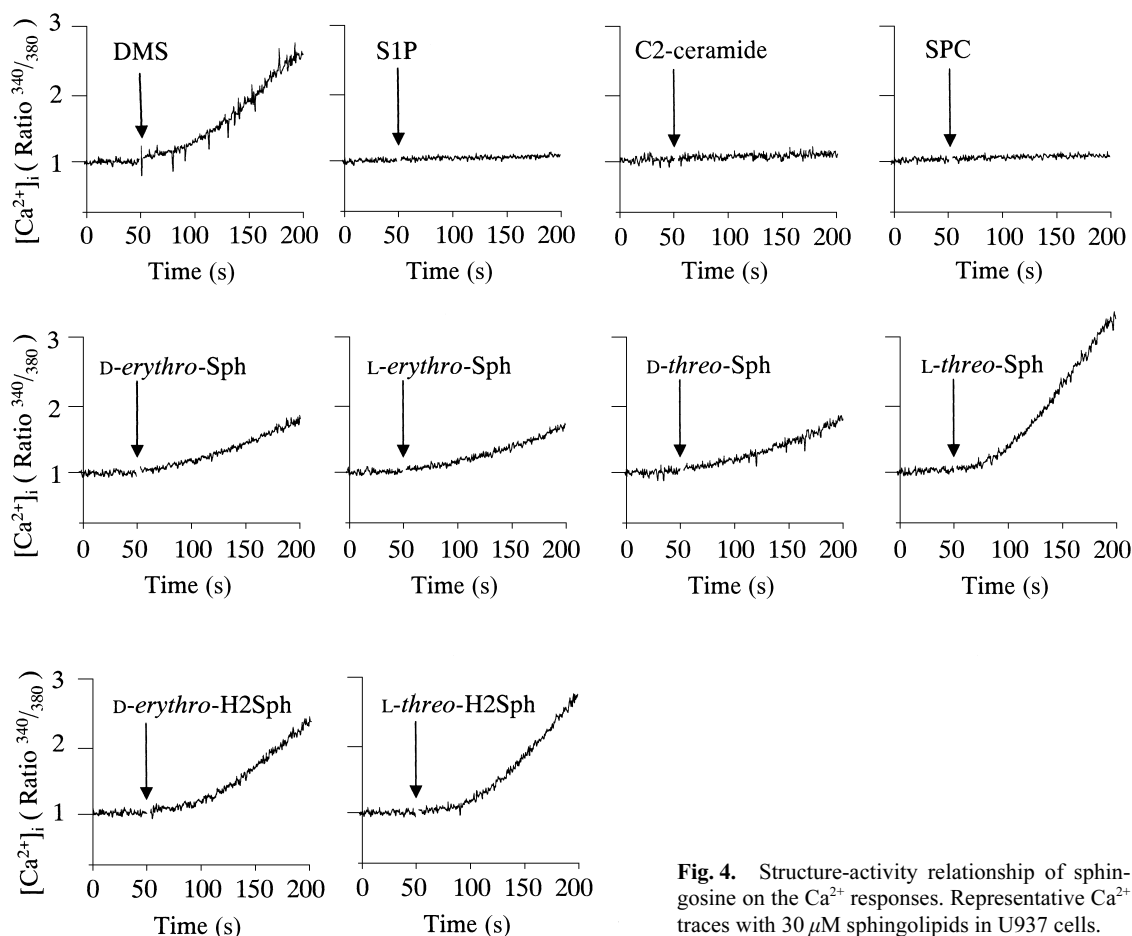 3
2
1
[Ca²⁺]ᵢ ( Ratio ³⁴⁰/₃₈₀)
DMS
0 50 100 150 200
Time (s)
S1P
0 50 100 150 200
Time (s)
C2-ceramide
0 50 100 150 200
Time (s)
SPC
0 50 100 150 200
Time (s)
3
2
1
[Ca²⁺]ᵢ ( Ratio ³⁴⁰/₃₈₀)
D-erythro-Sph
0 50 100 150 200
Time (s)
L-erythro-Sph
0 50 100 150 200
Time (s)
D-threo-Sph
0 50 100 150 200
Time (s)
L-threo-Sph
0 50 100 150 200
Time (s)
3
2
1
[Ca²⁺]ᵢ ( Ratio ³⁴⁰/₃₈₀)
D-erythro-H2Sph
0 50 100 150 200
Time (s)
L-threo-H2Sph
0 50 100 150 200
Time (s)
Fig. 4. Structure-activity relationship of sphin-
gosine on the Ca²⁺ responses. Representative Ca²⁺
traces with 30 μM sphingolipids in U937 cells.